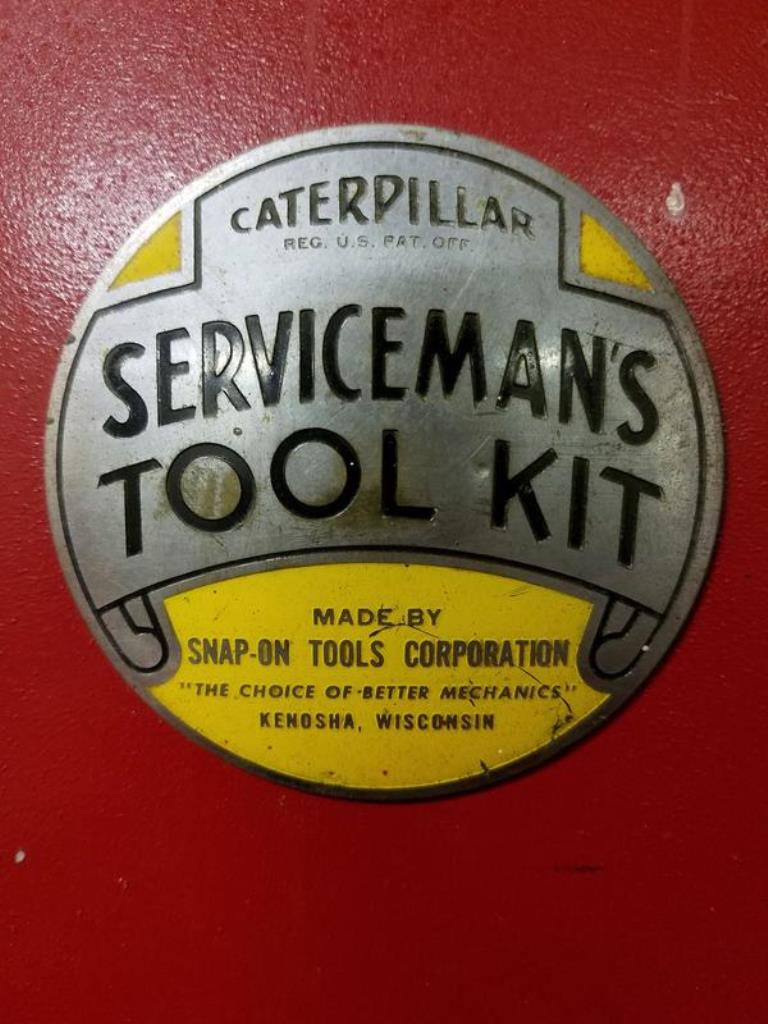 CATERPILLAR
REG. U.S. PAT. OFF.
SERVICEMAN'S
TOOL KIT
MADE BY
SNAP-ON TOOLS CORPORATION
"THE CHOICE OF BETTER MECHANICS"
KENOSHA, WISCONSIN